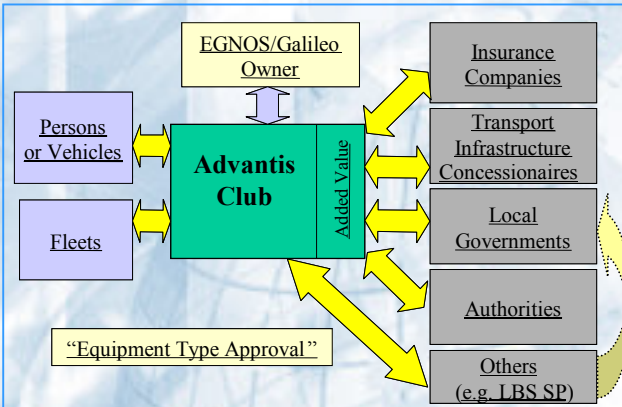 EGNOS/Galileo
Owner
Insurance
Companies
Persons
or Vehicles
Advantis
Club
Added Value
Transport
Infrastructure
Concessionaires
Fleets
Local
Governments
Authorities
“Equipment Type Approval”
Others
(e.g. LBS SP)